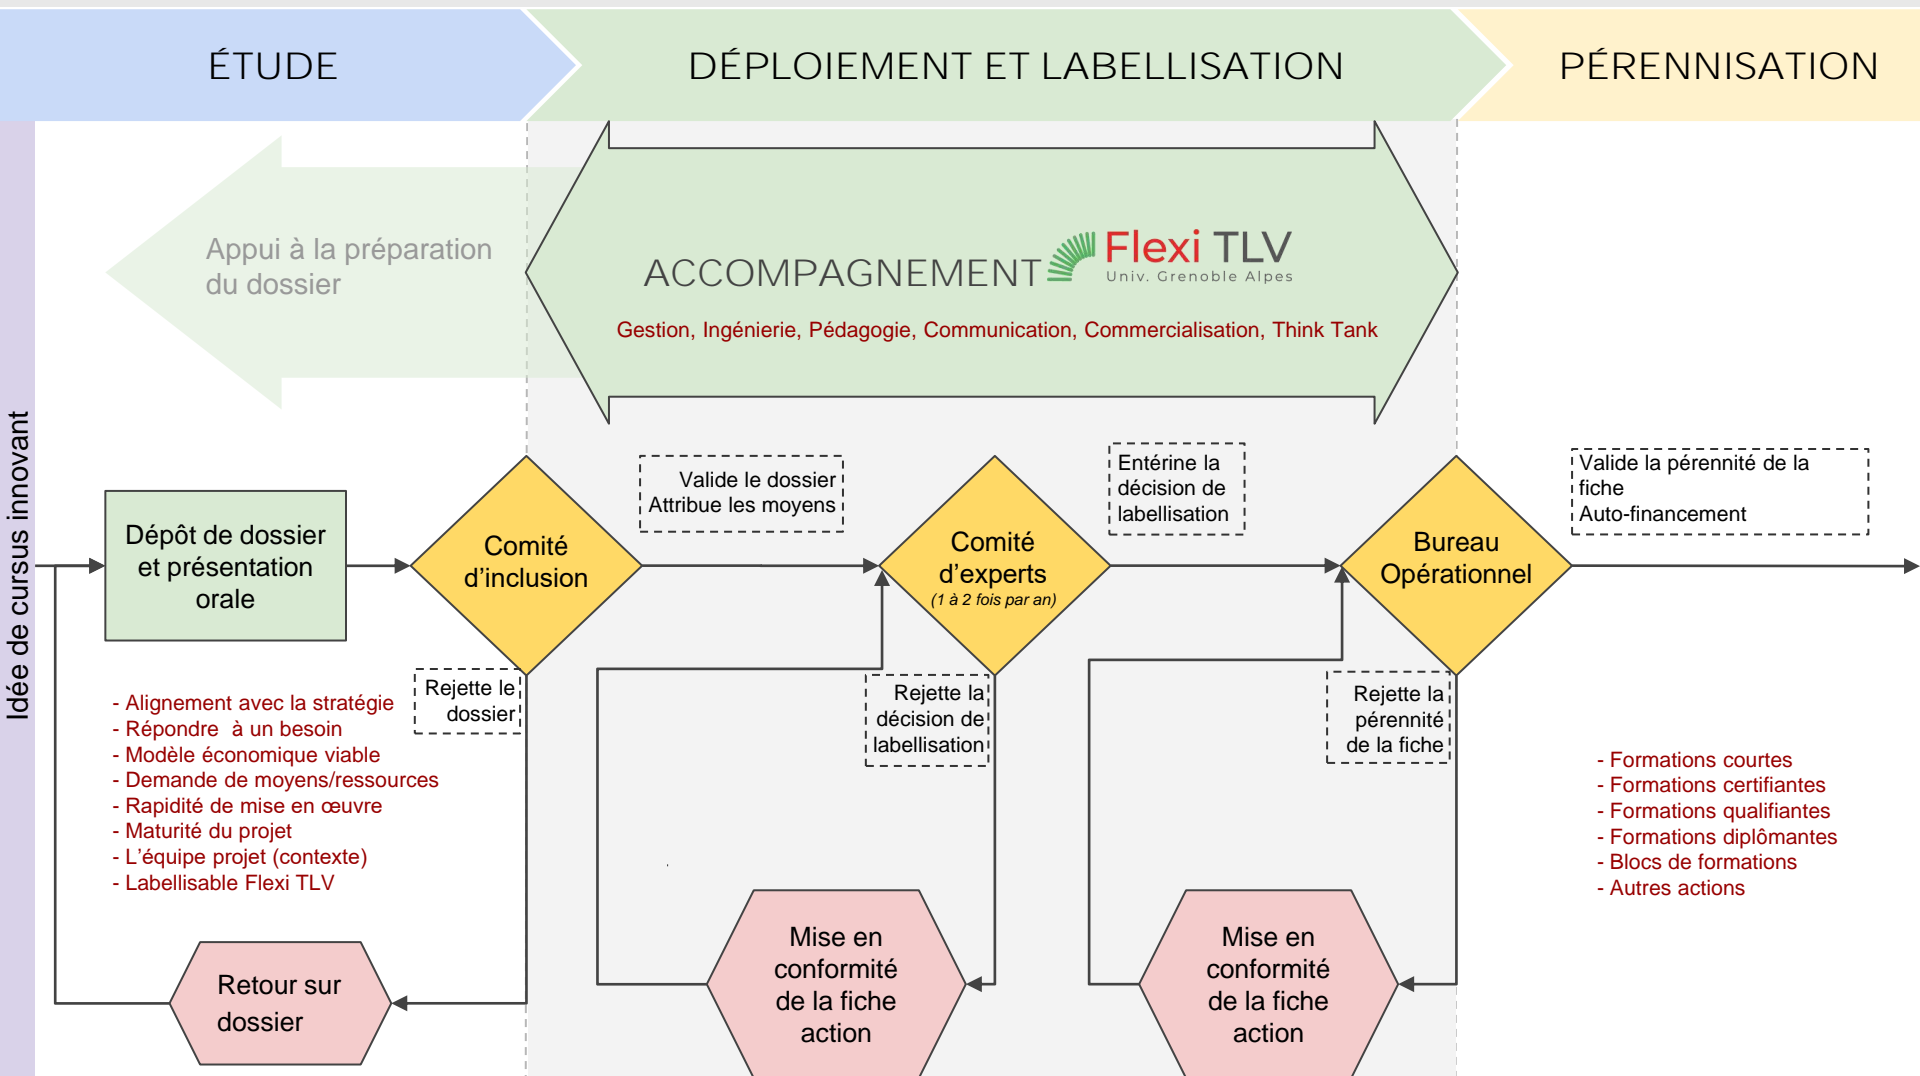 ÉTUDE
DÉPLOIEMENT ET LABELLISATION
PÉRENNISATION
Idée de cursus innovant
Appui à la préparation
du dossier
ACCOMPAGNEMENT
Flexi TLV
Univ. Grenoble Alpes
Gestion, Ingénierie, Pédagogie, Communication, Commercialisation, Think Tank
Dépôt de dossier
et présentation
orale
Comité
d'inclusion
Valide le dossier
Attribue les moyens
Comité
d'experts
(1 à 2 fois par an)
Entérine la
décision de
labellisation
Bureau
Opérationnel
Valide la pérennité de la
fiche
Auto-financement
Rejette le
dossier
Rejette la
décision de
labellisation
Rejette la
pérennité
de la fiche
- Alignement avec la stratégie
- Répondre  à un besoin
- Modèle économique viable
- Demande de moyens/ressources
- Rapidité de mise en œuvre
- Maturité du projet
- L'équipe projet (contexte)
- Labellisable Flexi TLV
- Formations courtes
- Formations certifiantes
- Formations qualifiantes
- Formations diplômantes
- Blocs de formations
- Autres actions
Retour sur
dossier
Mise en
conformité
de la fiche
action
Mise en
conformité
de la fiche
action